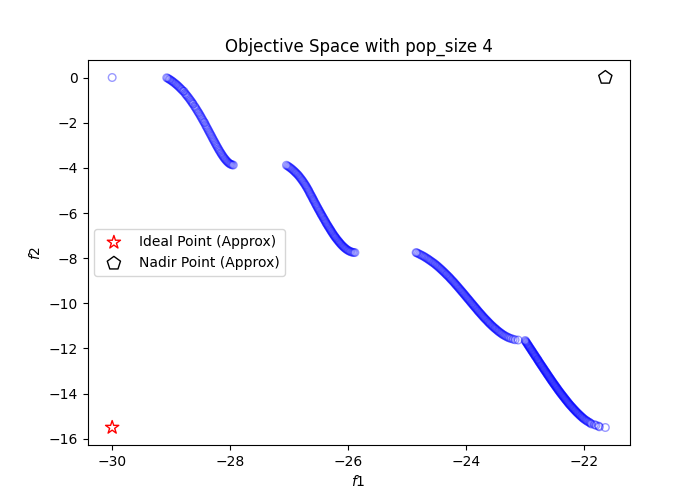 Objective Space with pop_size 4
0
−2
−4
−6
−8
−10
−12
−14
−16
f2
Ideal Point (Approx)
Nadir Point (Approx)
−30
−28
−26
−24
−22
f1